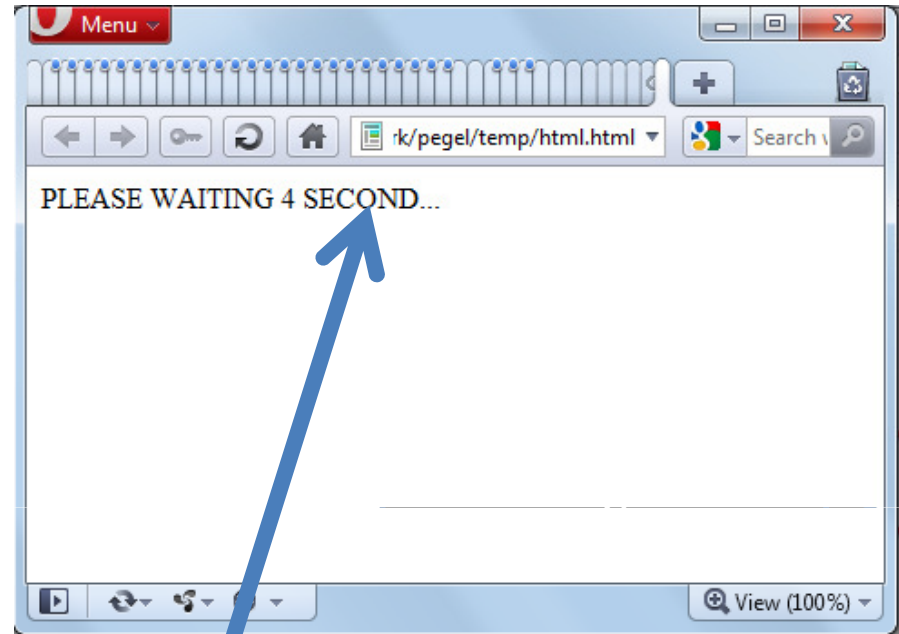 Menu
rk/pegel/temp/html.html
Search
PLEASE WAITING 4 SECOND...
View (100%)